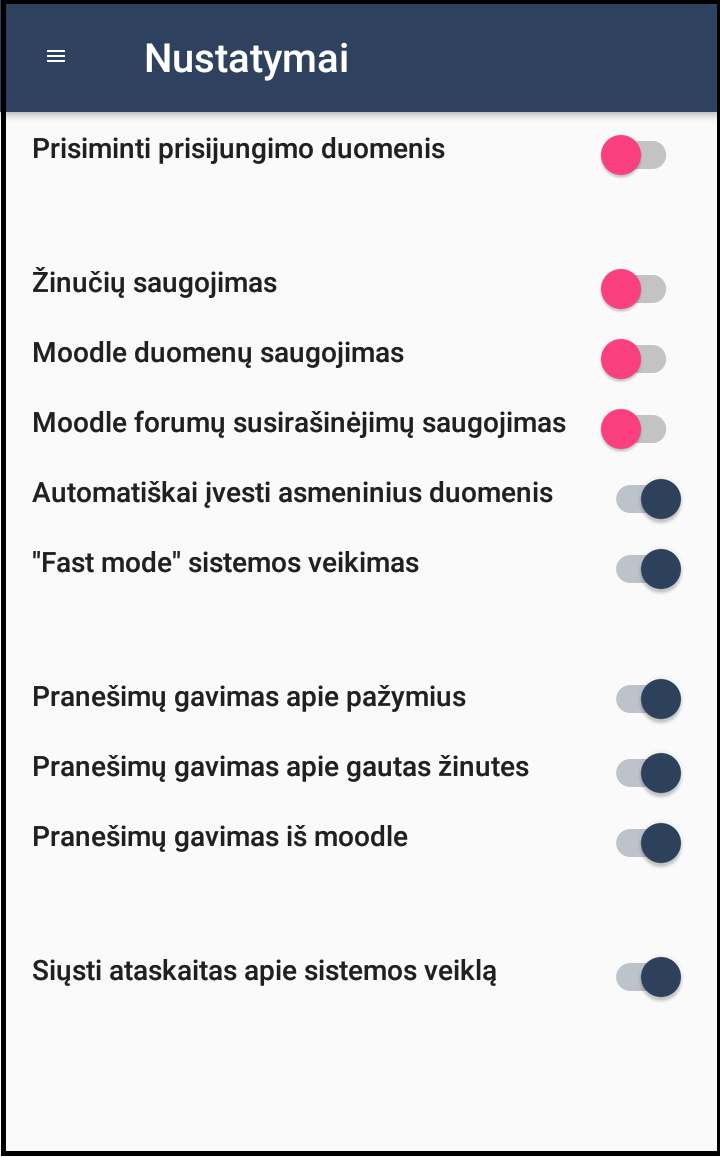 Nustatymai
Prisiminti prisijungimo duomenis
Žinučių saugojimas
Moodle duomenų saugojimas
Moodle forumų susirašinėjimų saugojimas
Automatiškai įvesti asmeninius duomenis
"Fast mode" sistemos veikimas
Pranešimų gavimas apie pažymius
Pranešimų gavimas apie gautas žinutes
Pranešimų gavimas iš moodle
Siųsti ataskaitas apie sistemos veiklą